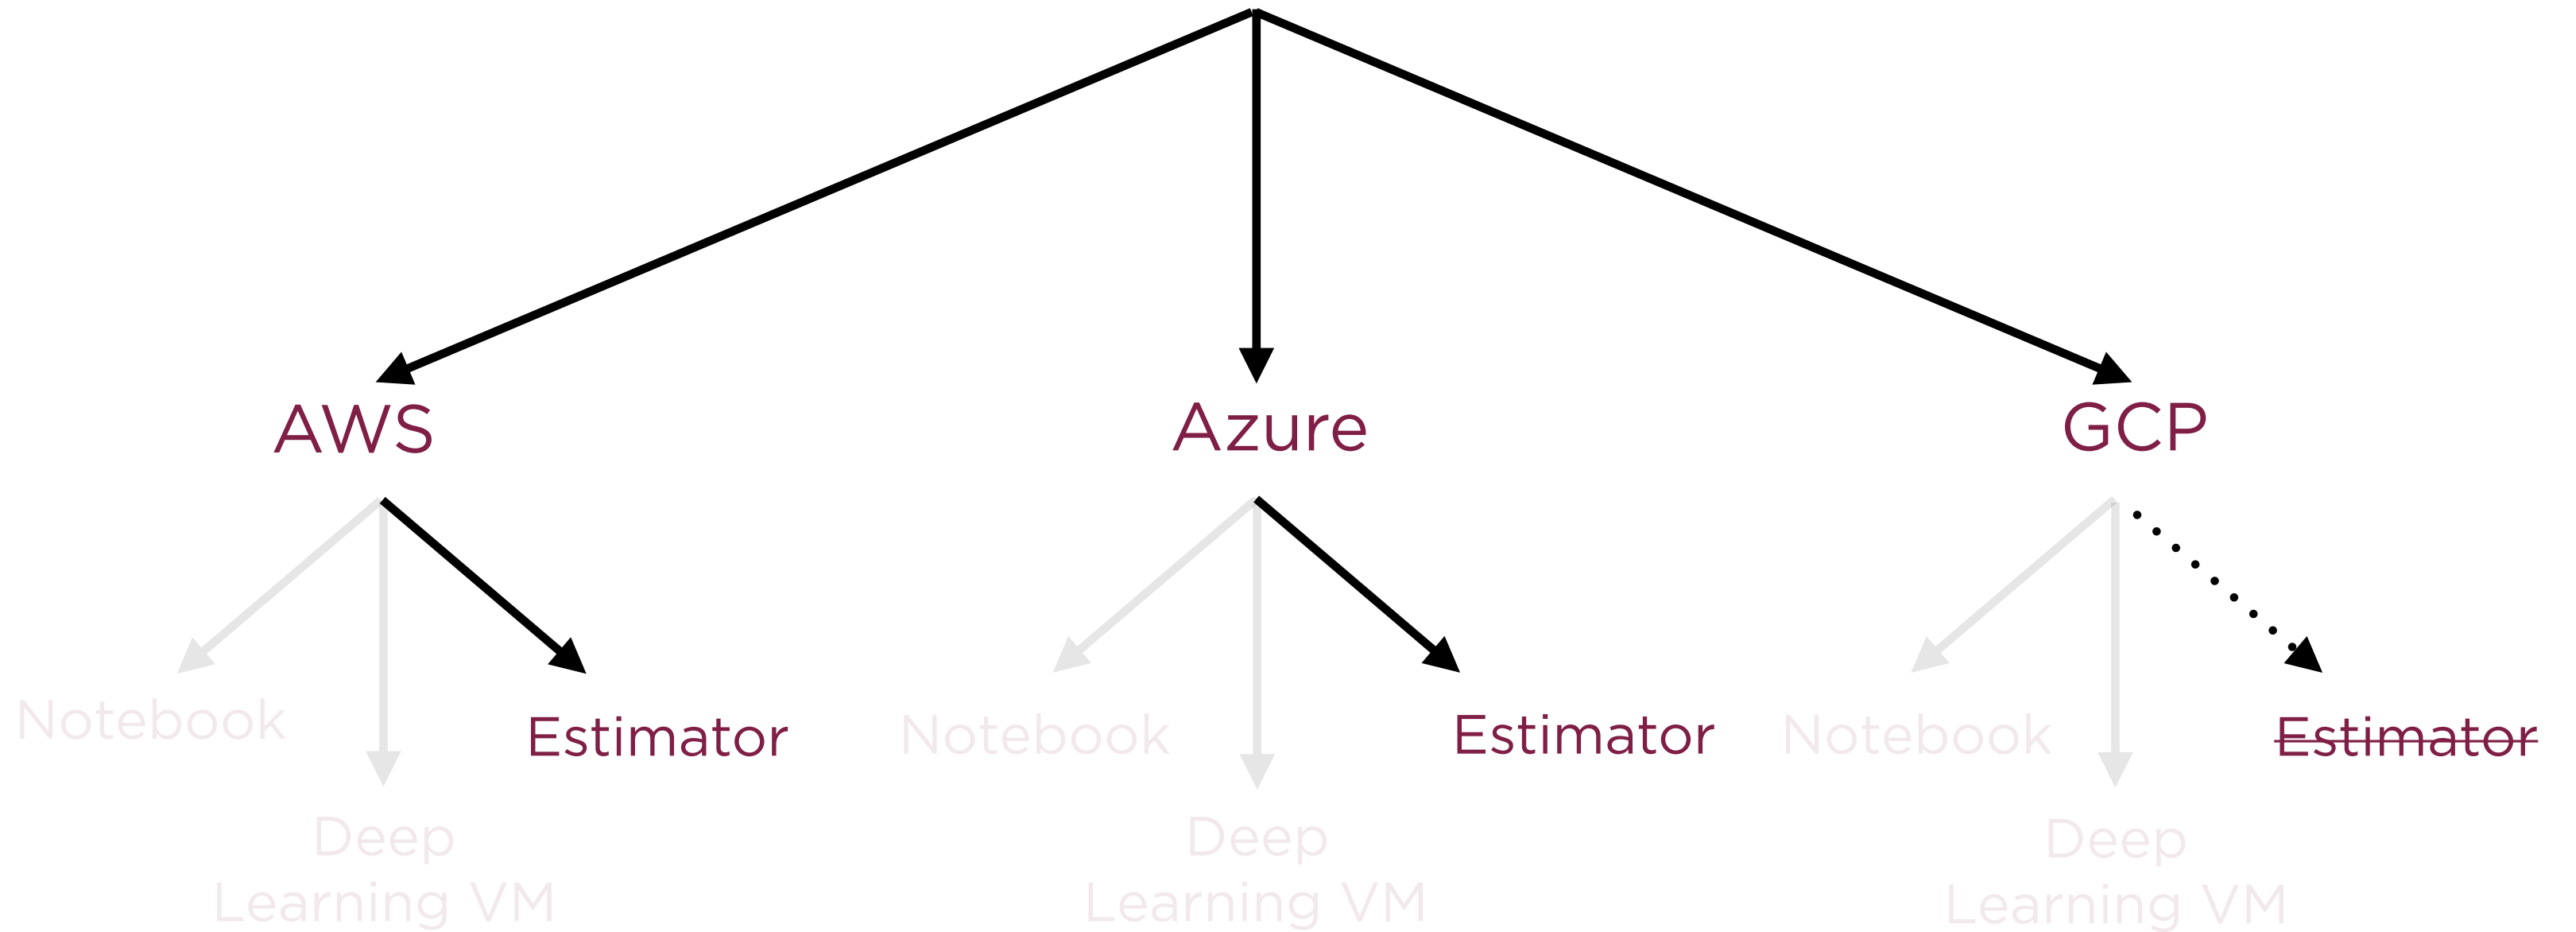 AWS
Azure
GCP
Notebook
Estimator
Deep
Learning VM
Notebook
Estimator
Deep
Learning VM
Notebook
Estimator
Deep
Learning VM